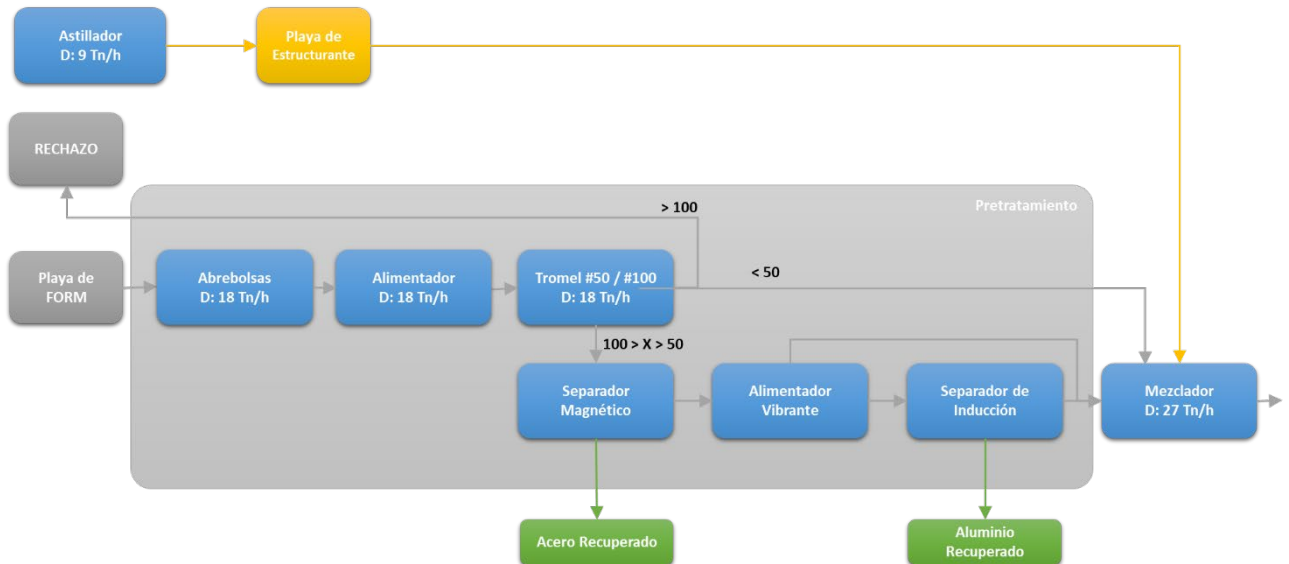 Astillador
D: 9 Tn/h
Playa de
Estructurante
RECHAZO
> 100
Pretratamiento
Playa de
FORM
Abrebolsas
D: 18 Tn/h
Alimentador
D: 18 Tn/h
Tromel #50 / #100
D: 18 Tn/h
< 50
100 > X > 50
Separador
Magnético
Alimentador
Vibrante
Separador de
Inducción
Mezclador
D: 27 Tn/h
Acero Recuperado
Aluminio
Recuperado